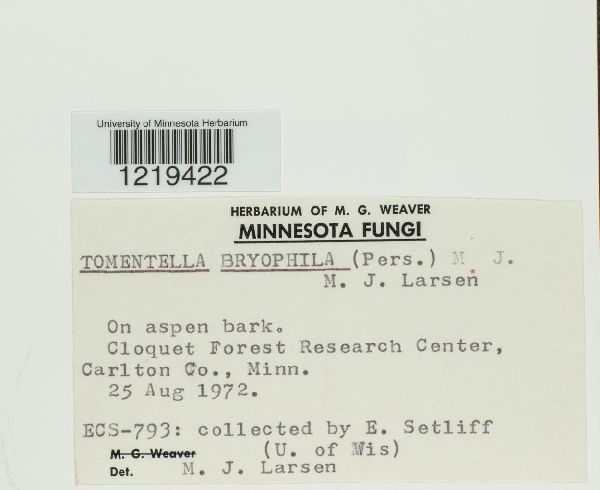 University of Minnesota Herbarium
1219422
HERBARIUM OF M. G. WEAVER
MINNESOTA FUNGI
TOMENTELLA BRYOPHILA (Pers.) M. J.
M. J. Larsen
On aspen bark.
Cloquet Forest Research Center,
Carlton Co., Minn.
25 Aug 1972.
ECS-793: collected by E. Setliff
M. G. Weaver (U. of Wis)
Det. M. J. Larsen